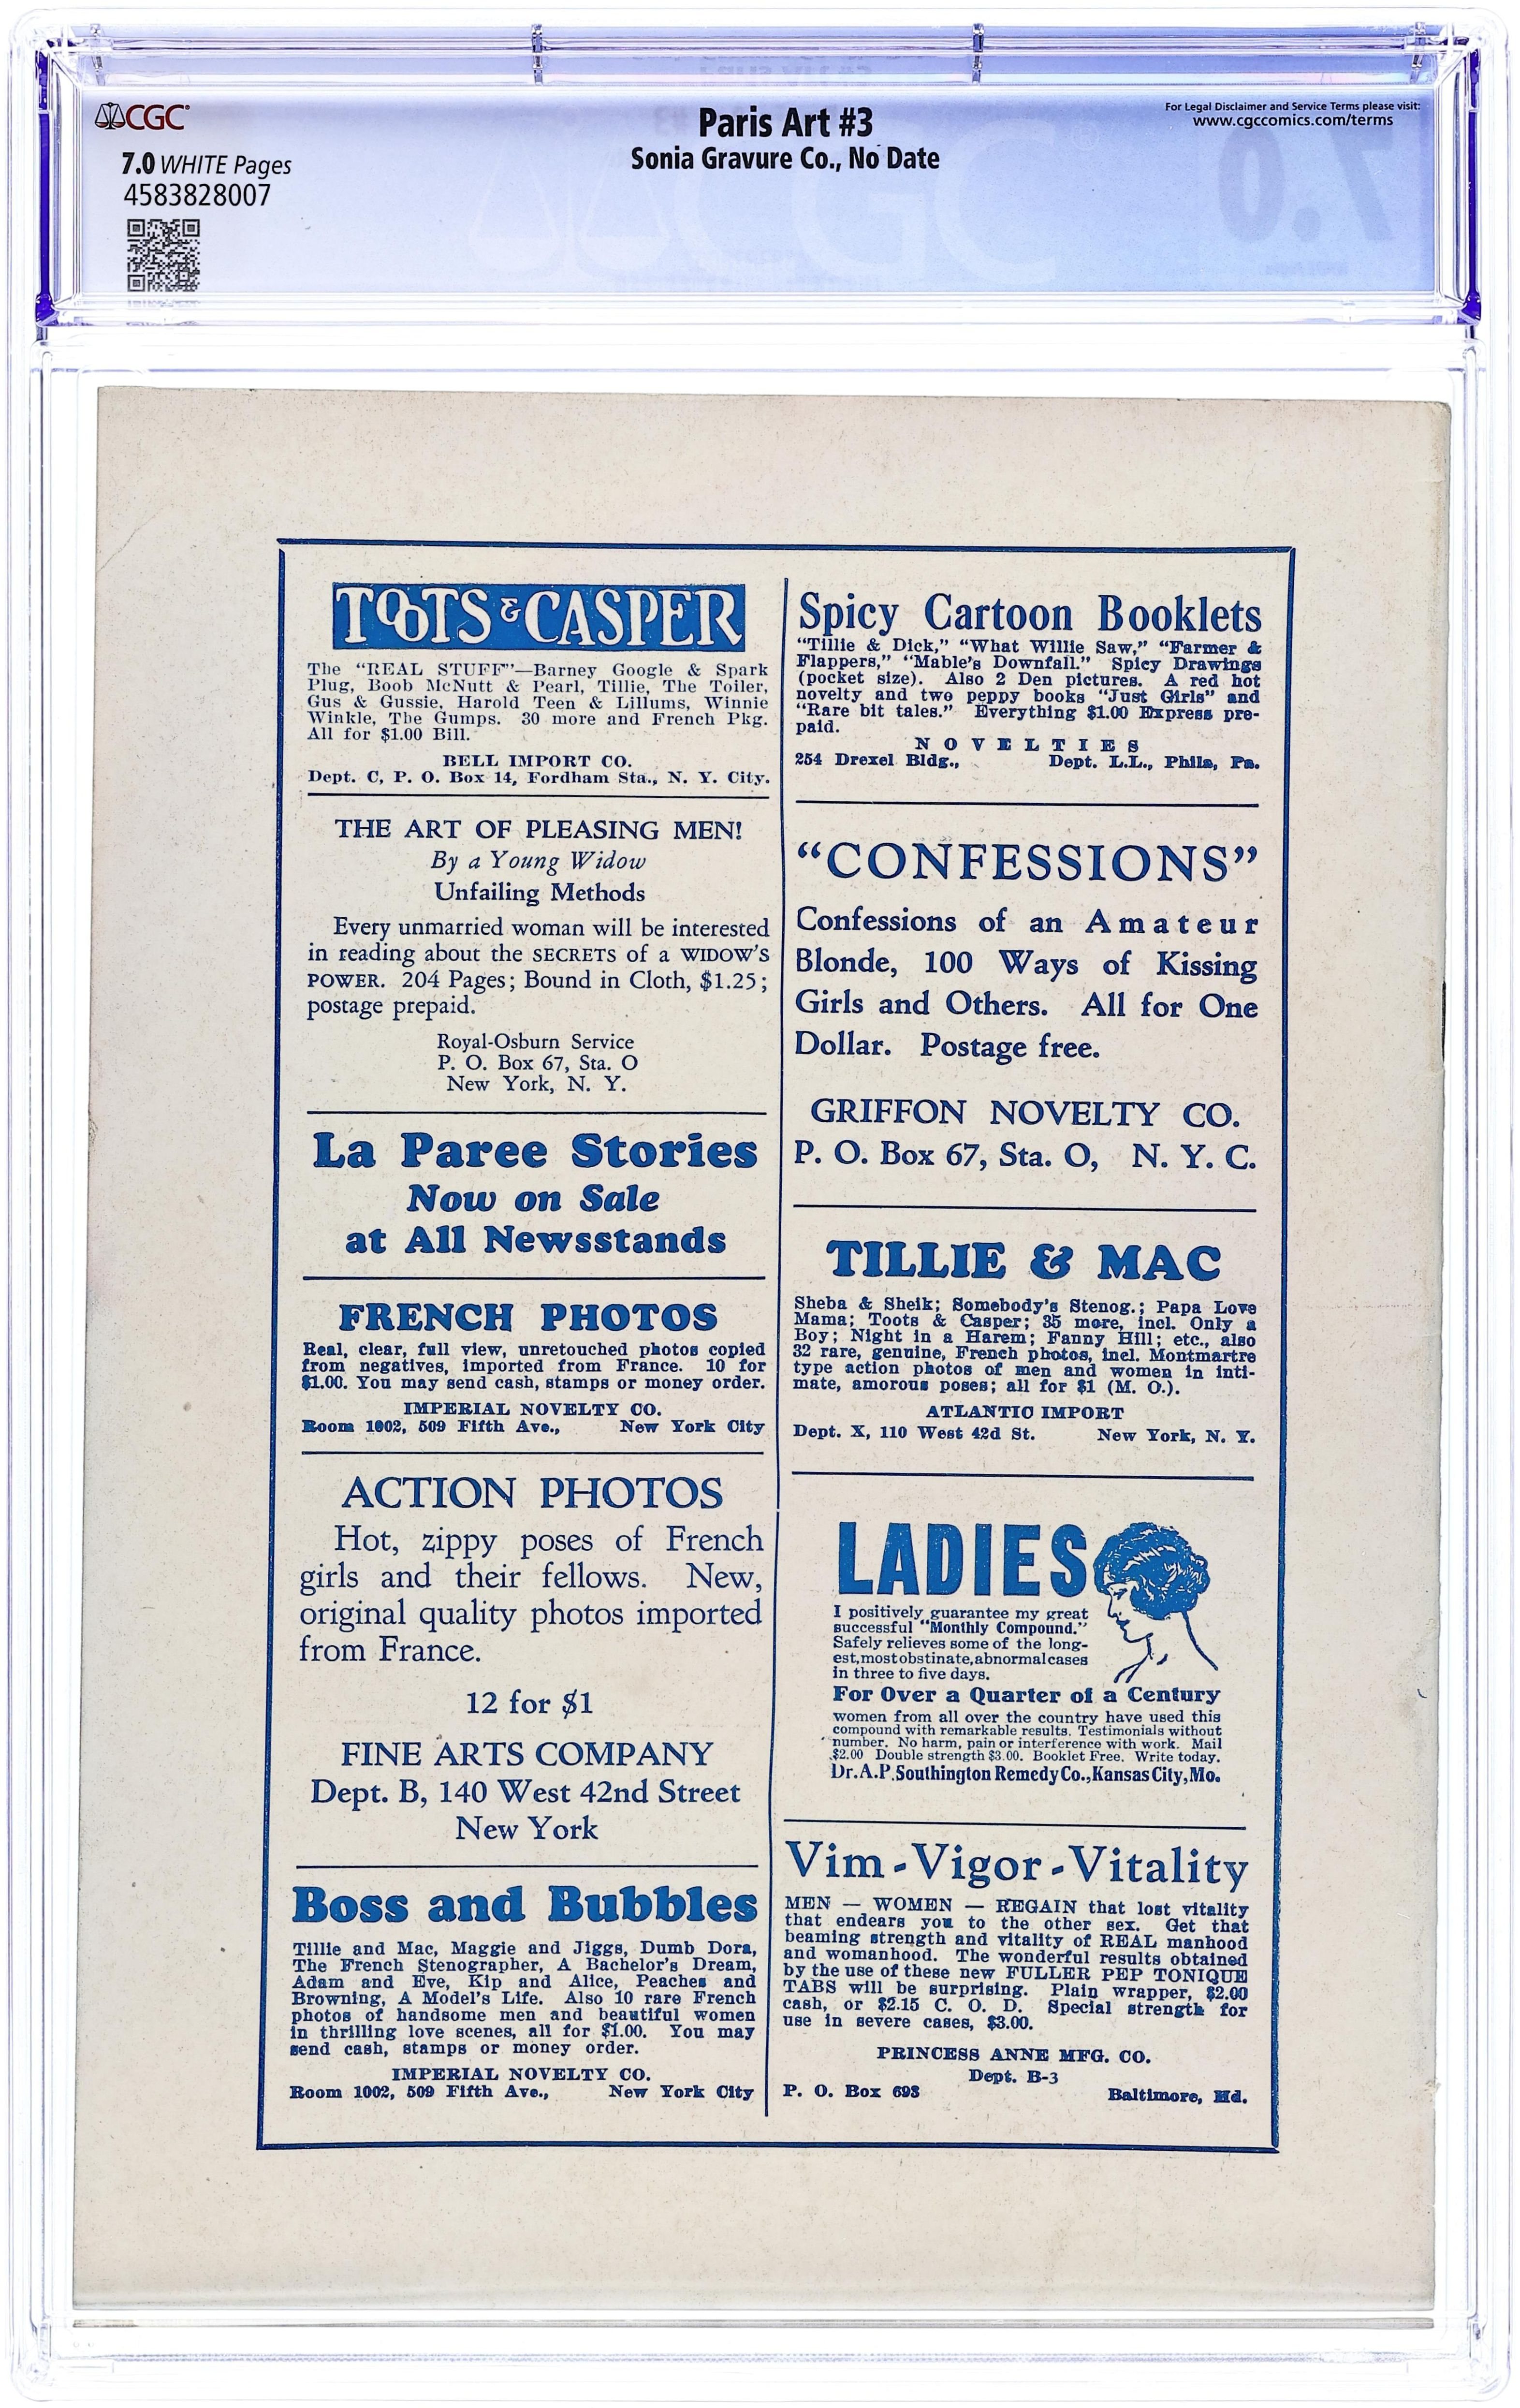 CGC
7.0 WHITE Pages
4583828007
Paris Art #3
Sonia Gravure Co., No Date
For Legal Disclaimer and Service Terms please visit:
www.cgccomics.com/terms
TOOTS & CASPER
The "REAL STUFF"—Barney Google & Spark
Plug, Boob McNutt & Pearl, Tillie, The Toiler,
Gus & Gussie, Harold Teen & Lillums, Winnie
Winkle, The Gumps. 30 more and French Pkg.
All for $1.00 Bill.
BELL IMPORT CO.
Dept. C, P. O. Box 14, Fordham Sta., N. Y. City.
THE ART OF PLEASING MEN!
By a Young Widow
Unfailing Methods
Every unmarried woman will be interested
in reading about the SECRETS of a WIDOW'S
POWER. 204 Pages; Bound in Cloth, $1.25;
postage prepaid.
Royal-Osburn Service
P. O. Box 67, Sta. O
New York, N. Y.
La Paree Stories
Now on Sale
at All Newsstands
FRENCH PHOTOS
Real, clear, full view, unretouched photos copied
from negatives, imported from France. 10 for
$1.00. You may send cash, stamps or money order.
IMPERIAL NOVELTY CO.
Room 1002, 509 Fifth Ave., New York City
ACTION PHOTOS
Hot, zippy poses of French
girls and their fellows. New,
original quality photos imported
from France.
12 for $1
FINE ARTS COMPANY
Dept. B, 140 West 42nd Street
New York
Boss and Bubbles
Tillie and Mac, Maggie and Jiggs, Dumb Dora,
The French Stenographer, A Bachelor's Dream,
Adam and Eve, Kip and Alice, Peaches and
Browning, A Model's Life. Also 10 rare French
photos of handsome men and beautiful women
in thrilling love scenes, all for $1.00. You may
send cash, stamps or money order.
IMPERIAL NOVELTY CO.
Room 1002, 509 Fifth Ave., New York City
Spicy Cartoon Booklets
"Tillie & Dick," "What Willie Saw," "Farmer &
Flappers," "Mable's Downfall." Spicy Drawings
(pocket size). Also 2 Den pictures. A red hot
novelty and two peppy books "Just Girls" and
"Rare bit tales." Everything $1.00 Express pre-
paid.
NOVELTIES
254 Drexel Bldg., Dept. L.L., Phila, Pa.
"CONFESSIONS"
Confessions of an Amateur
Blonde, 100 Ways of Kissing
Girls and Others. All for One
Dollar. Postage free.
GRIFFON NOVELTY CO.
P. O. Box 67, Sta. O, N. Y. C.
TILLIE & MAC
Sheba & Sheik; Somebody's Stenog.; Papa Love
Mama; Toots & Casper; 35 more, incl. Only a
Boy; Night in a Harem; Fanny Hill; etc., also
32 rare, genuine, French photos, incl. Montmartre
type action photos of men and women in inti-
mate, amorous poses; all for $1 (M. O.).
ATLANTIC IMPORT
Dept. X, 110 West 42d St. New York, N. Y.
LADIES
I positively guarantee my great
successful "Monthly Compound."
Safely relieves some of the long-
est, most obstinate, abnormal cases
in three to five days.
For Over a Quarter of a Century
women from all over the country have used this
compound with remarkable results. Testimonials without
number. No harm, pain or interference with work. Mail
$2.00 Double strength $3.00. Booklet Free. Write today.
Dr. A.P. Southington Remedy Co., Kansas City, Mo.
Vim-Vigor-Vitality
MEN — WOMEN — REGAIN that lost vitality
that endears you to the other sex. Get that
beaming strength and vitality of REAL manhood
and womanhood. The wonderful results obtained
by the use of these new FULLER PEP TONIQUE
TABS will be surprising. Plain wrapper, $2.00
cash, or $2.15 C. O. D. Special strength for
use in severe cases, $3.00.
PRINCESS ANNE MFG. CO.
Dept. B-3
P. O. Box 693 Baltimore, Md.